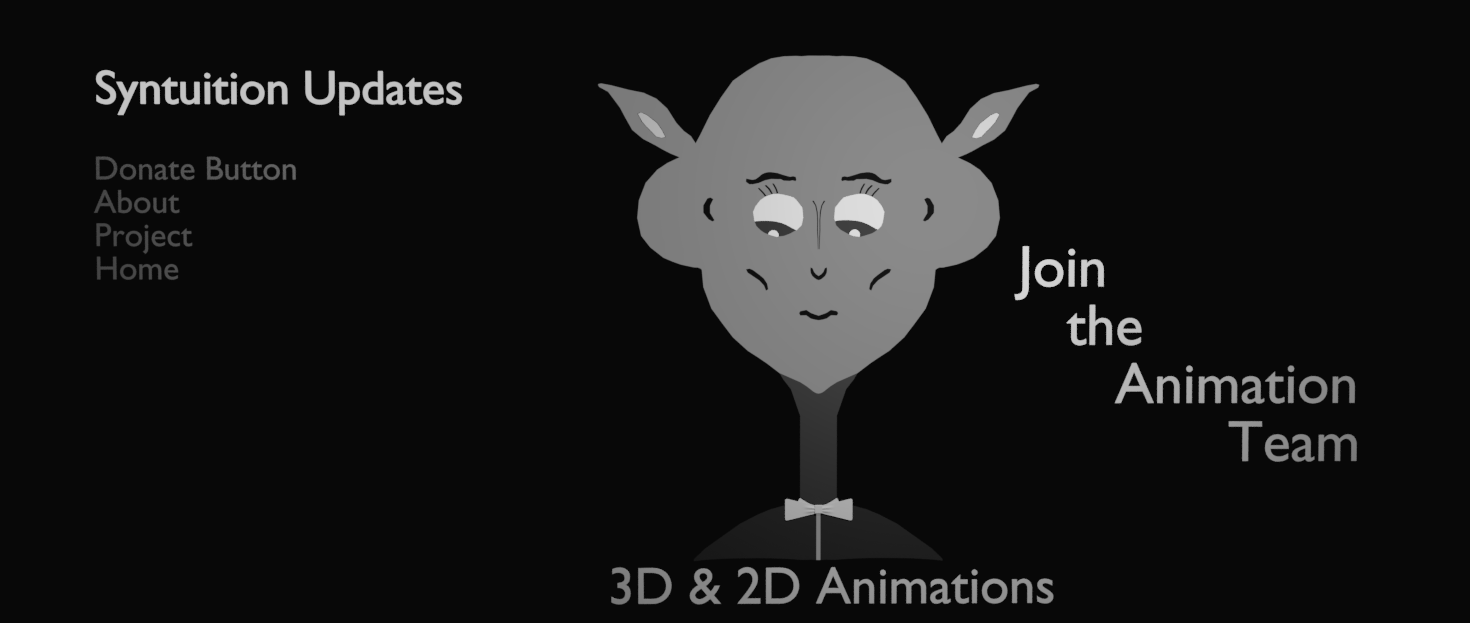 Syntuition Updates
Donate Button
About
Project
Home
Join
the
Animation
Team
3D & 2D Animations